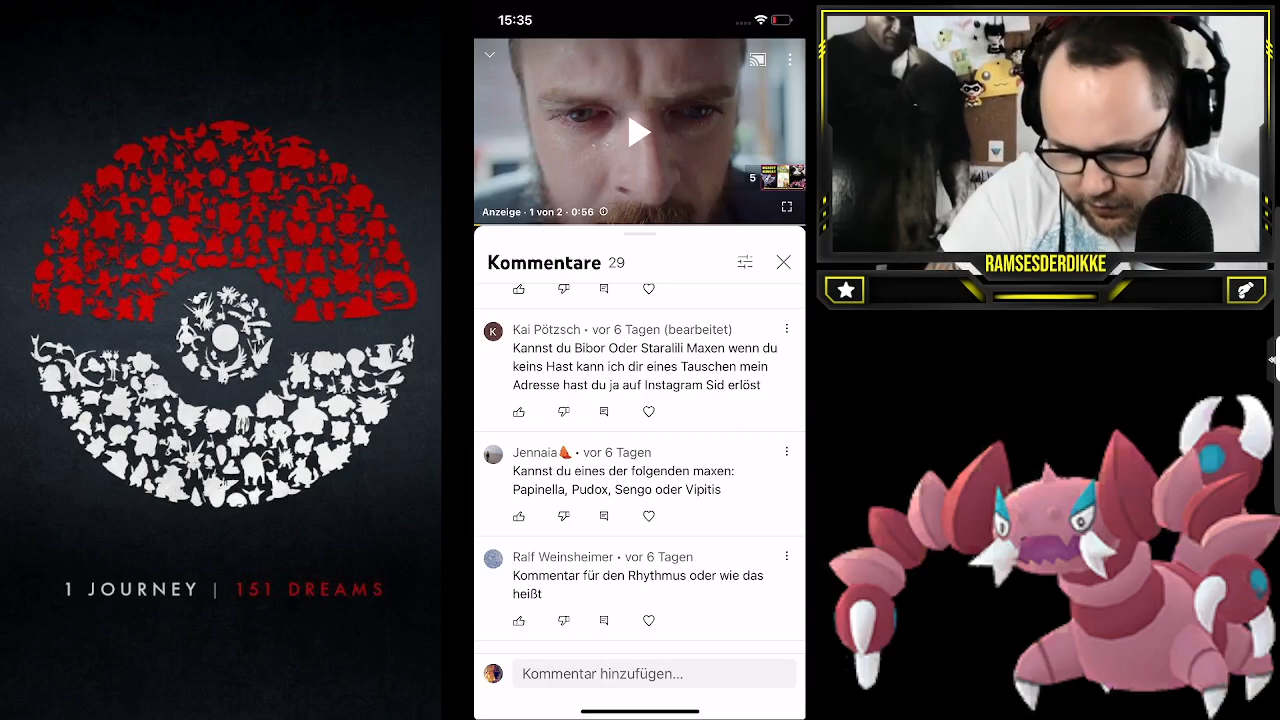 15:35
5
Anzeige · 1 von 2 · 0:56
Kommentare 29
K
Kai Pötzsch • vor 6 Tagen (bearbeitet)
Kannst du Bibor Oder Staralili Maxen wenn du
keins Hast kann ich dir eines Tauschen mein
Adresse hast du ja auf Instagram Sid erlöst
Jennaia • vor 6 Tagen
Kannst du eines der folgenden maxen:
Papinella, Pudox, Sengo oder Vipitis
Ralf Weinsheimer • vor 6 Tagen
Kommentar für den Rhythmus oder wie das
heißt
Kommentar hinzufügen...
1 JOURNEY | 151 DREAMS
RAMSESDERDIKKE